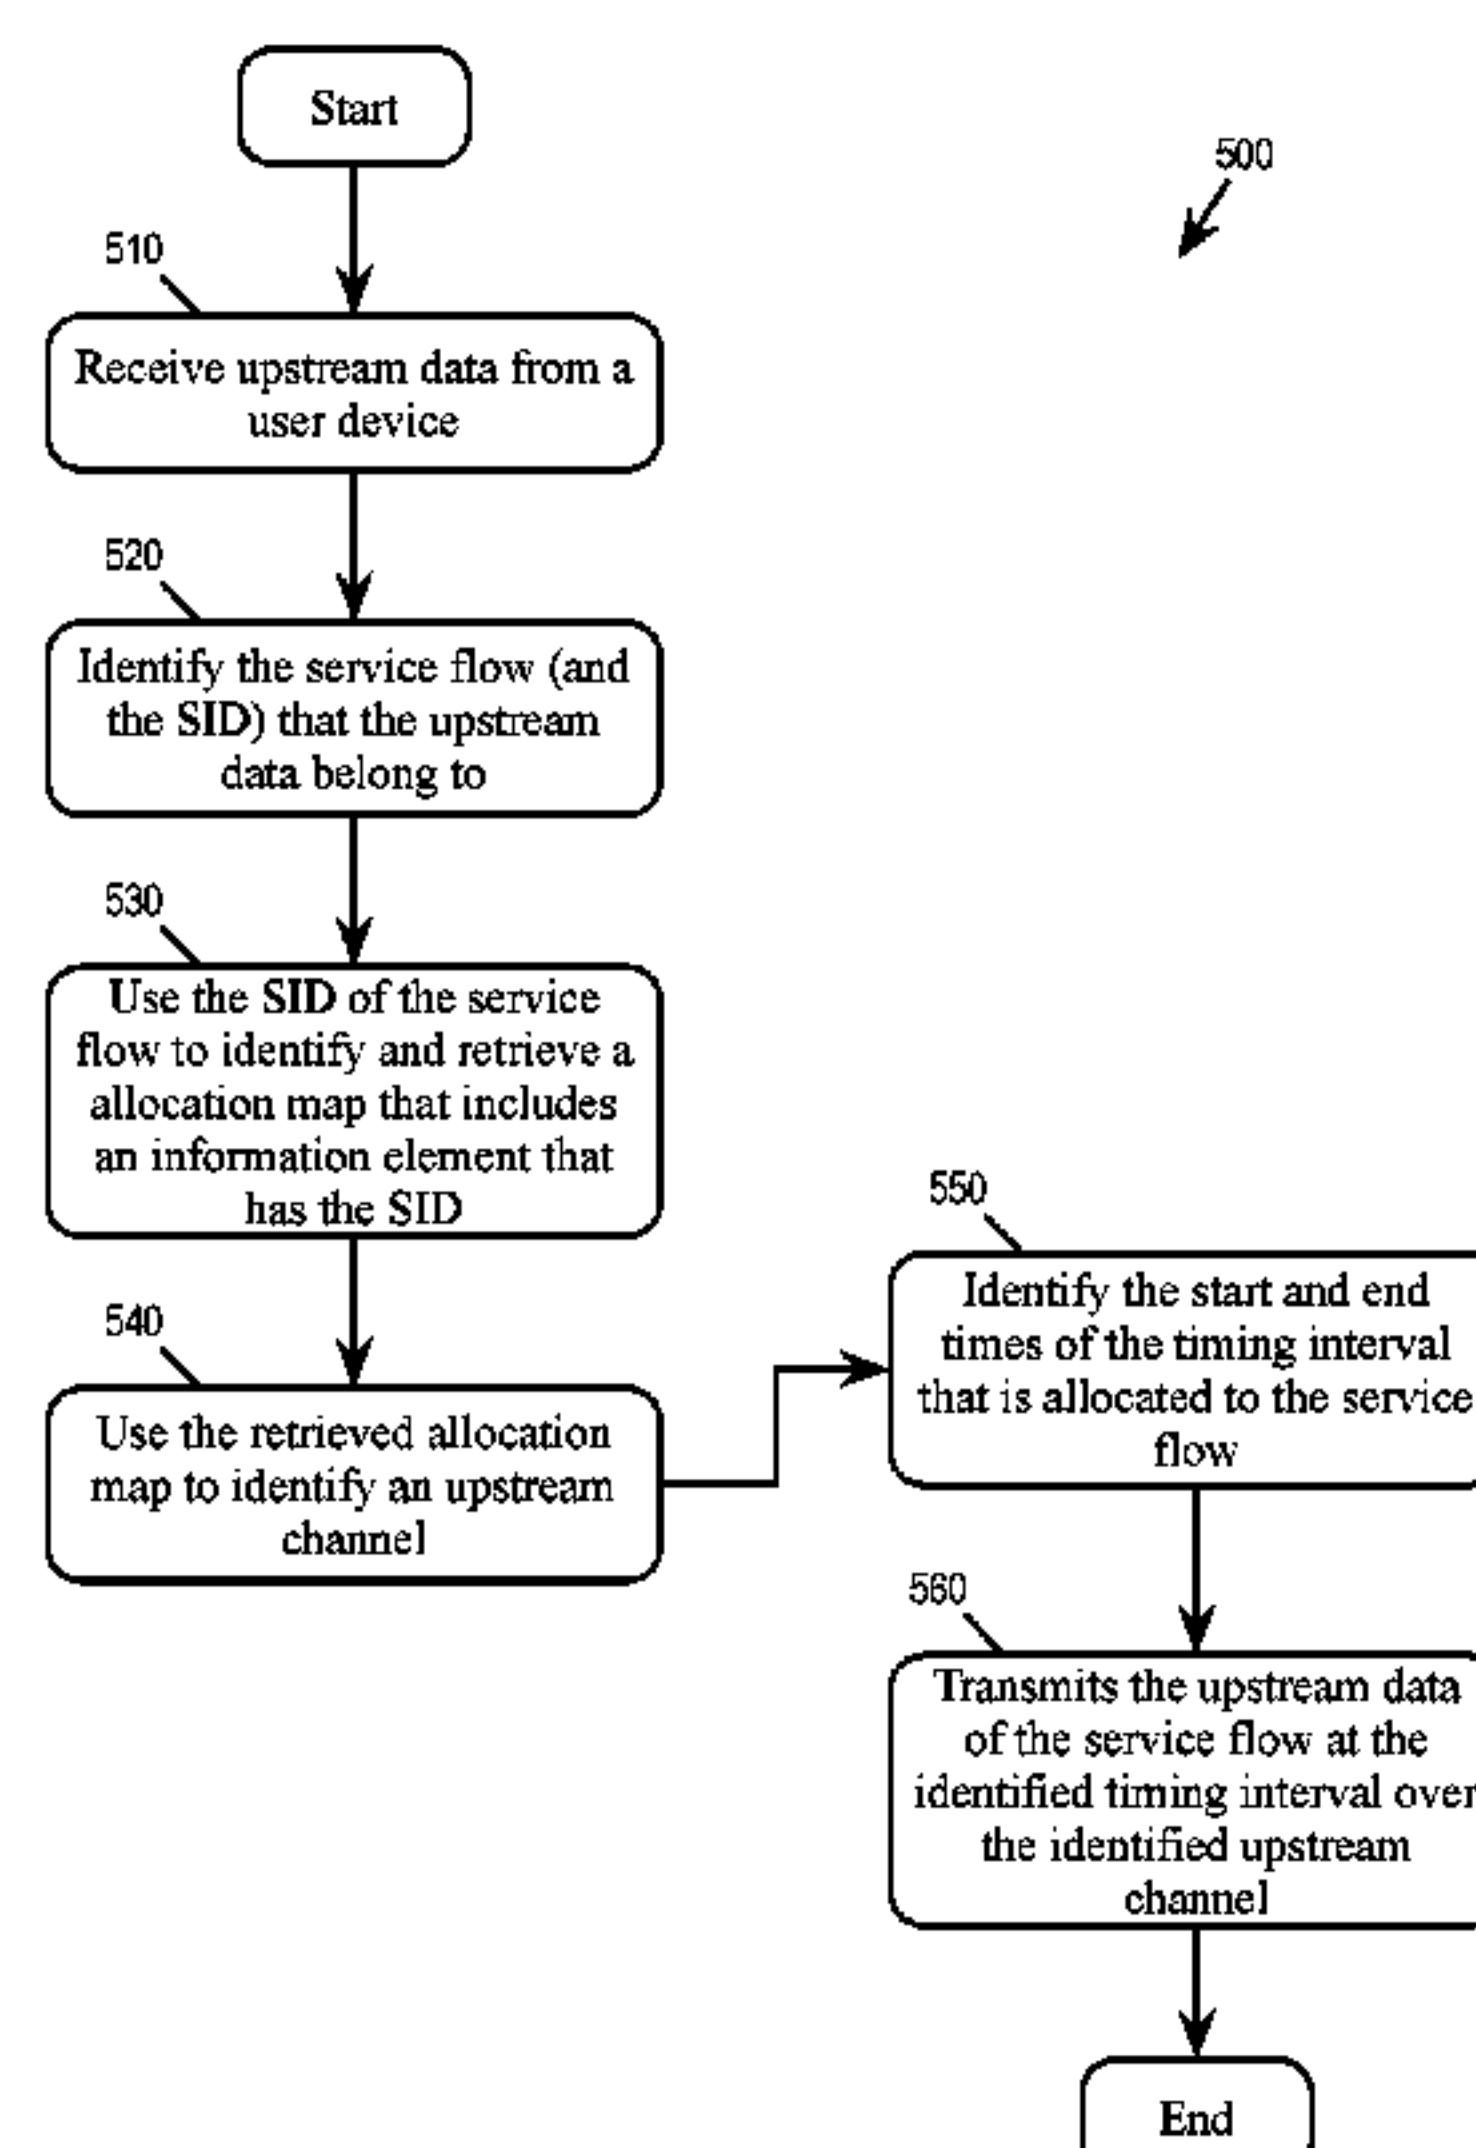 Start
500
510
Receive upstream data from a
user device
520
Identify the service flow (and
the SID) that the upstream
data belong to
530
Use the SID of the service
flow to identify and retrieve a
allocation map that includes
an information element that
has the SID
540
Use the retrieved allocation
map to identify an upstream
channel
550
Identify the start and end
times of the timing interval
that is allocated to the service
flow
560
Transmits the upstream data
of the service flow at the
identified timing interval over
the identified upstream
channel
End